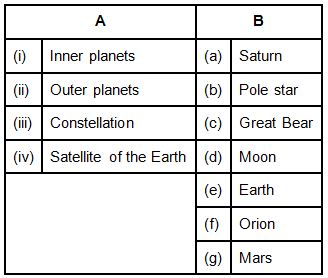 A B
(i) Inner planets (a) Saturn
(ii) Outer planets (b) Pole star
(iii) Constellation (c) Great Bear
(iv) Satellite of the Earth (d) Moon
(e) Earth
(f) Orion
(g) Mars